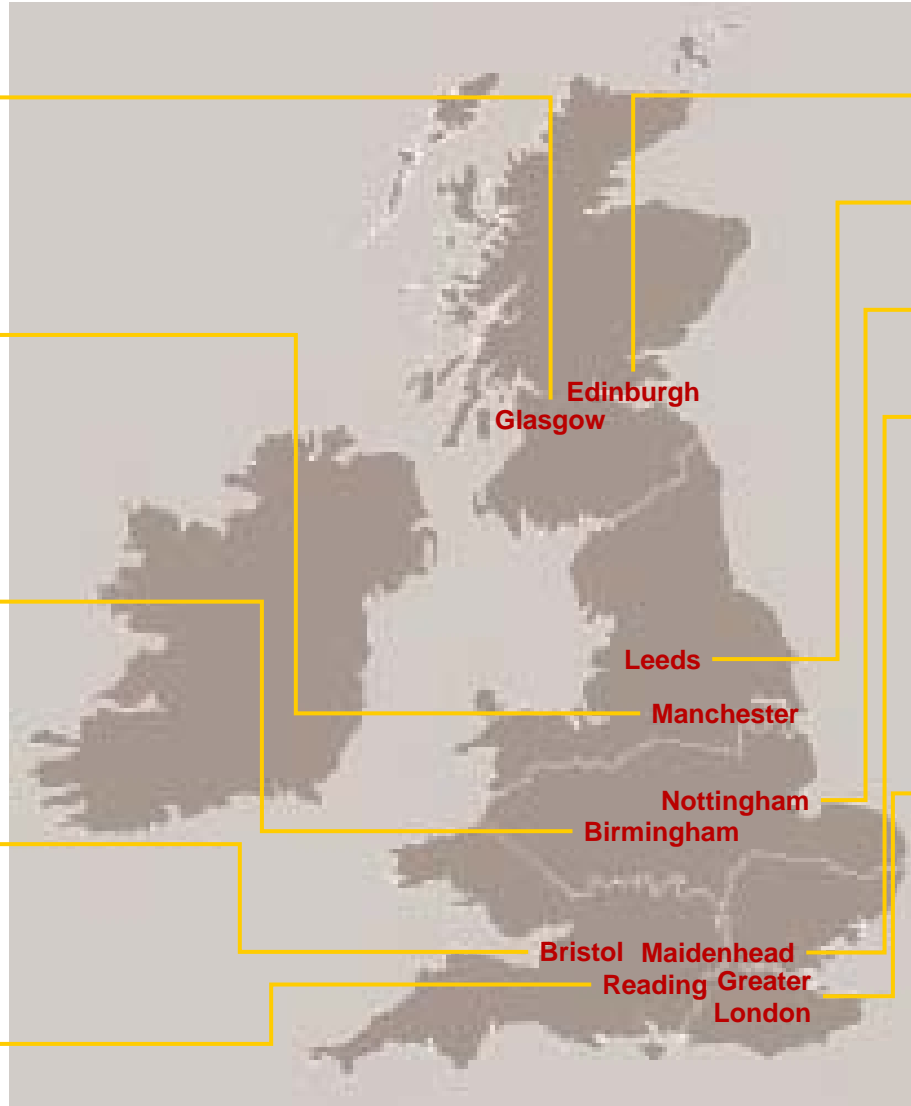 Edinburgh
Glasgow
Leeds
Manchester
Nottingham
Birmingham
Bristol
Maidenhead
Reading
Greater
London